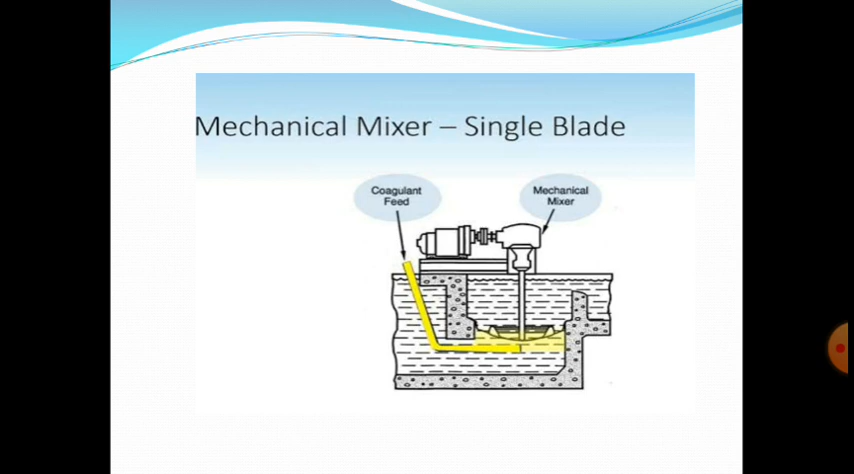 Mechanical Mixer – Single Blade
Coagulant
Feed
Mechanical
Mixer